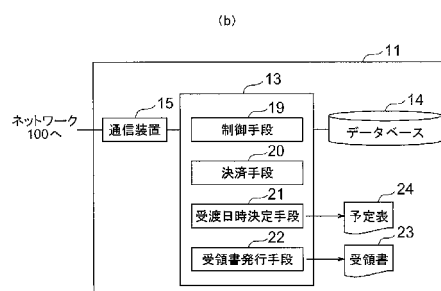 (b)
11
13
15
19
14
ネットワーク
100へ
通信装置
制御手段
データベース
20
決済手段
21
24
受渡日時決定手段
予定表
22
23
受領書発行手段
受領書